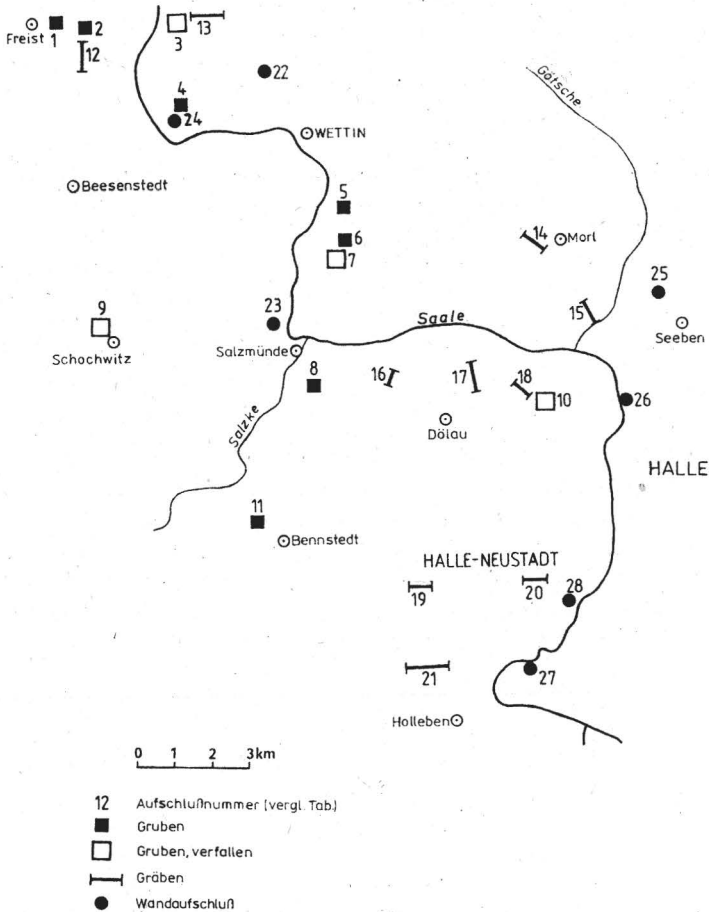 13
Freist
1
2
3
12
22
Götsche
4
24
WETTIN
Beesenstedt
5
6
14
Morl
7
25
9
23
Saale
15
Seeben
Schochwitz
Salzmünde
8
16
17
18
10
26
Dölau
Salzke
HALLE
11
Bennstedt
HALLE-NEUSTADT
19
20
28
21
27
Holleben
0 1 2 3km
12 Aufschlußnummer (vergl. Tab.)
Gruben
Gruben, verfallen
Gräben
Wandaufschluß